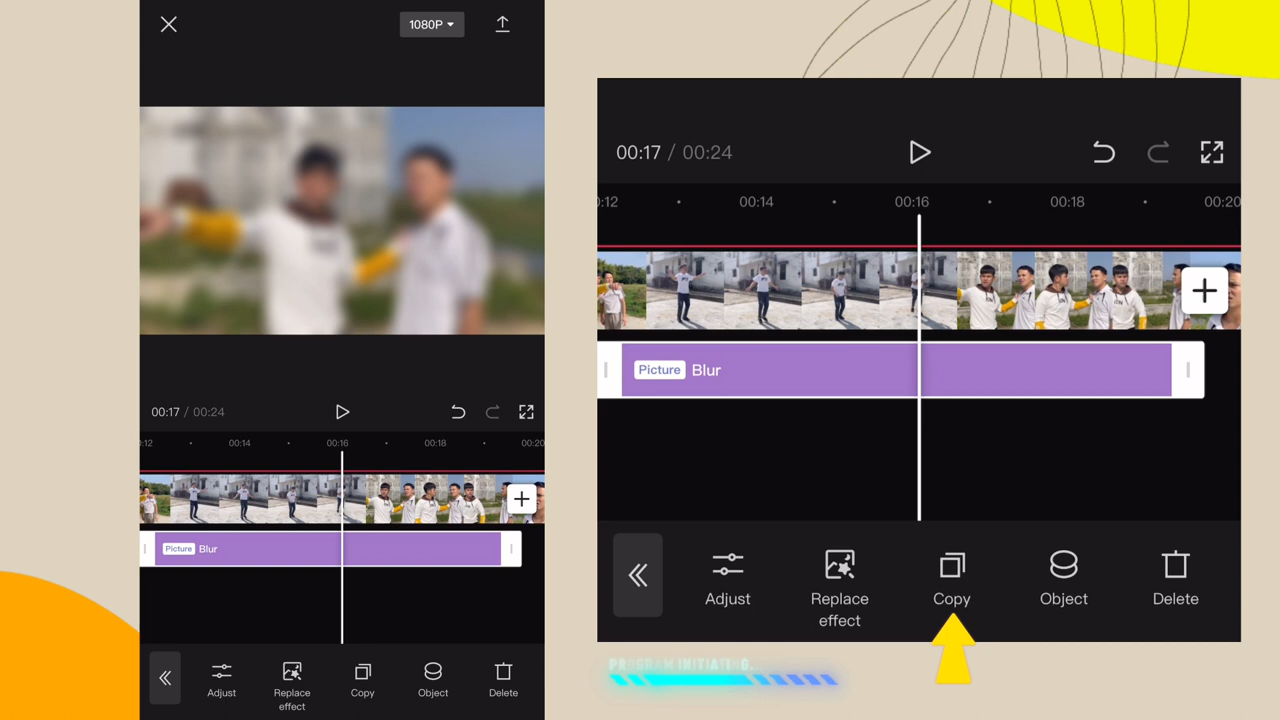 1080P
00:17 / 00:24
:12 00:14 00:16 00:18 00:20
Picture Blur
Adjust
Replace
effect
Copy
Object
Delete
00:17 / 00:24
0:12 00:14 00:16 00:18 00:20
Picture Blur
Adjust
Replace
effect
Copy
Object
Delete
PROGRAM INITIATING...